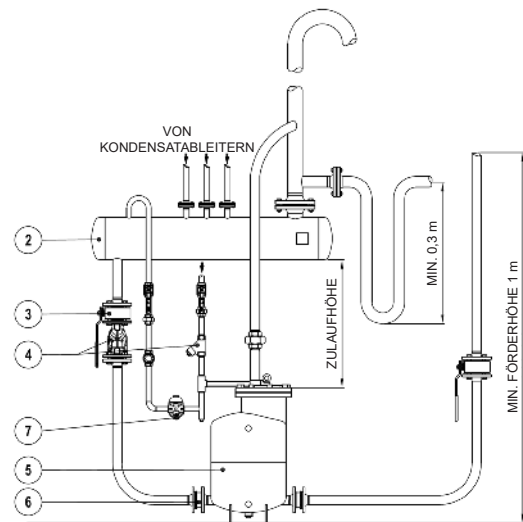 VON
KONDENSATABLEITERN
2
3
4
7
5
6
ZULAUFHÖHE
MIN. 0,3 m
MIN. FÖRDERHÖHE 1 m